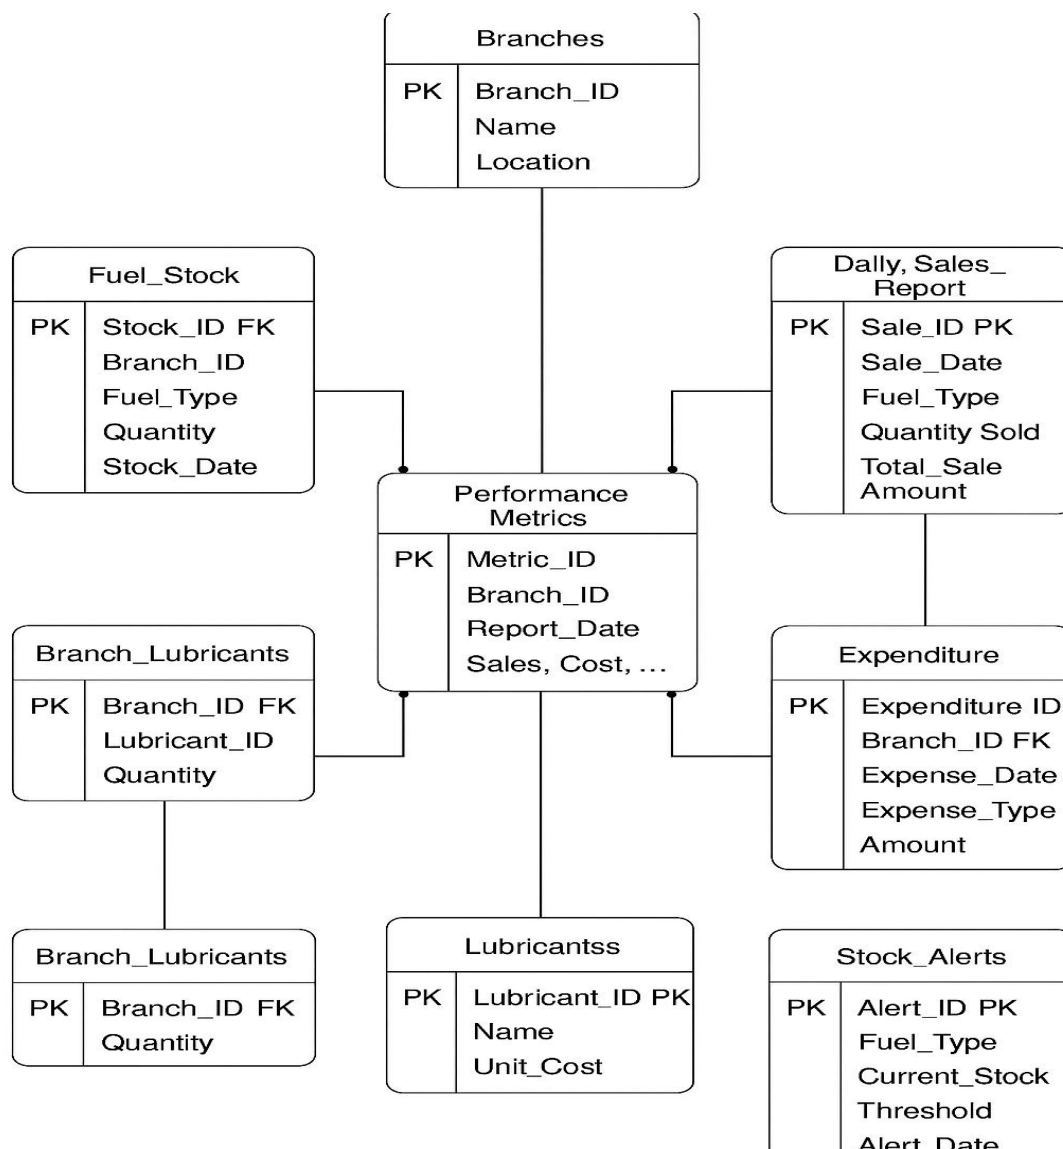 Branches
PK Branch_ID
Name
Location
Fuel_Stock
PK Stock_ID FK
Branch_ID
Fuel_Type
Quantity
Stock_Date
Dally, Sales_
Report
PK Sale_ID PK
Sale_Date
Fuel_Type
Quantity Sold
Total_Sale
Amount
Performance
Metrics
PK Metric_ID
Branch_ID
Report_Date
Sales, Cost, ...
Branch_Lubricants
PK Branch_ID FK
Lubricant_ID
Quantity
Expenditure
PK Expenditure ID
Branch_ID FK
Expense_Date
Expense_Type
Amount
Branch_Lubricants
PK Branch_ID FK
Quantity
Lubricantss
PK Lubricant_ID PK
Name
Unit_Cost
Stock_Alerts
PK Alert_ID PK
Fuel_Type
Current_Stock
Threshold
Alert_Date